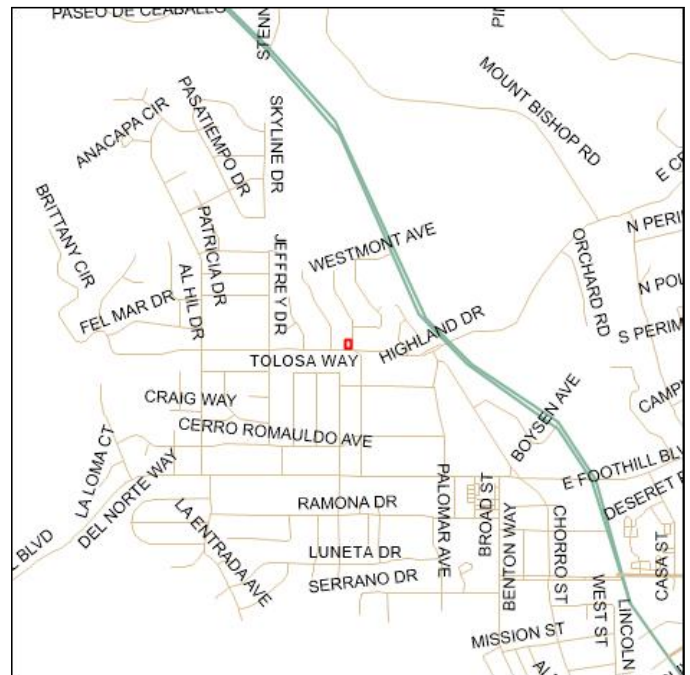 PASEO DE CEABALLO
STENN
PI
MOUNT BISHOP RD
ANACAPA CIR
PASATIEMPO DR
SKYLINE DR
E CE
BRITTANY CIR
PATRICIA DR
JEFFREY DR
WESTMONT AVE
ORCHARD RD
N PERIM
AL HIL DR
N POL
FEL MAR DR
HIGHLAND DR
S PERIM
TOLOSA WAY
CRAIG WAY
CAMP
BOYSEN AVE
CERRO ROMAULDO AVE
LA LOMA CT
DEL NORTE WAY
E FOOTHILL BLV
PALOMAR AVE
BROAD ST
DESERET
RAMONA DR
LA ENTRADA AVE
BENTON WAY
CHORRO ST
L BLVD
LUNETA DR
CASA ST
SERRANO DR
WEST ST
LINCOLN
MISSION ST